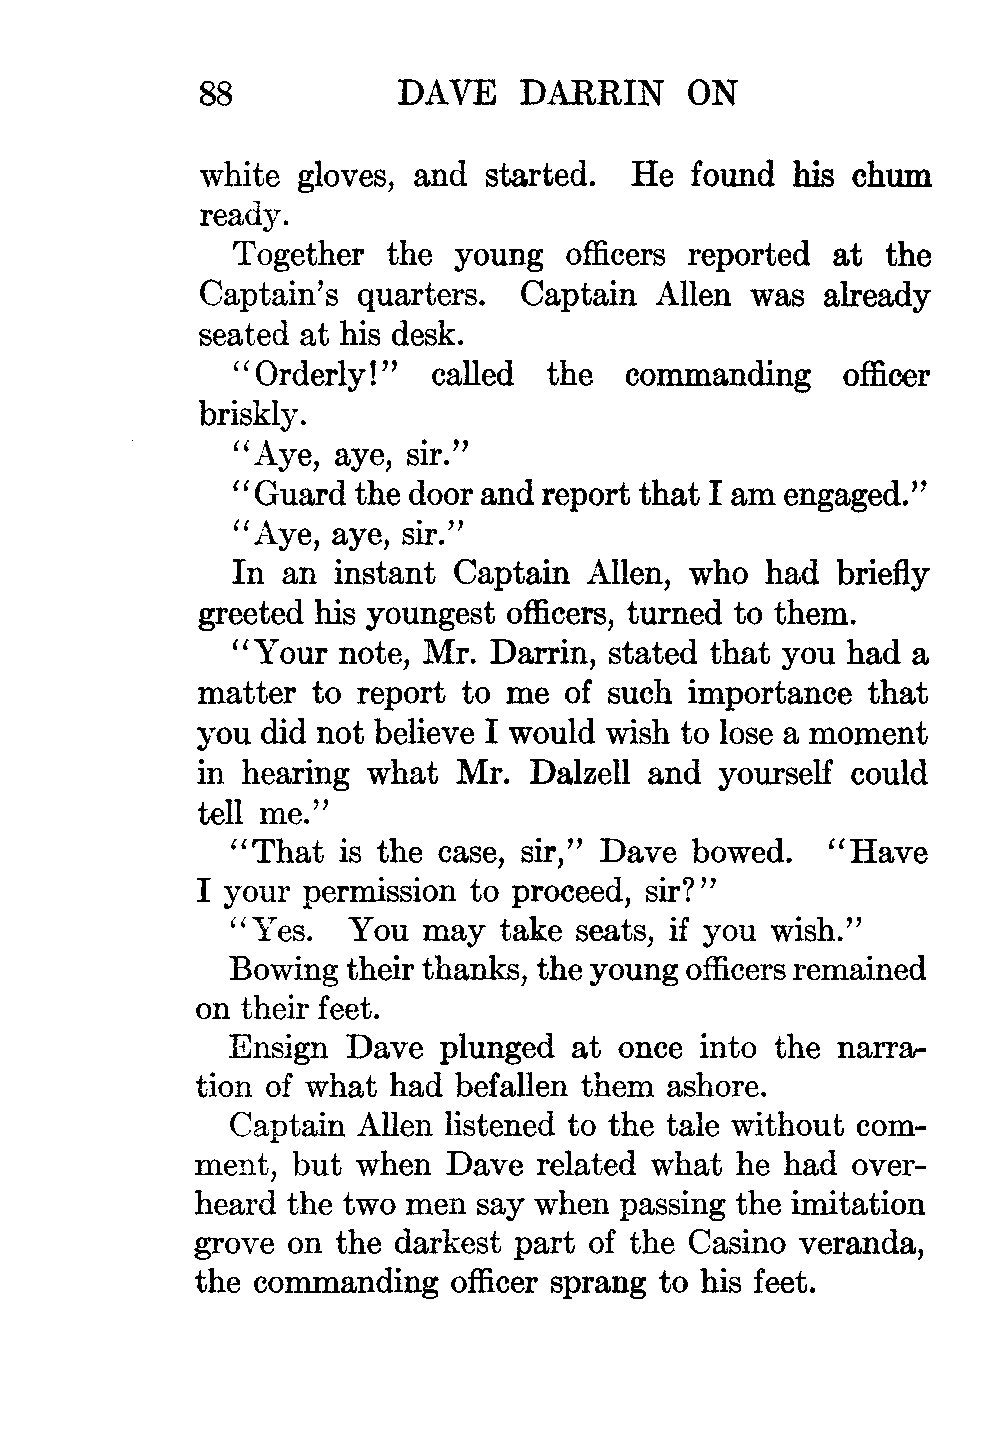 88 DAVE DARRIN ON
white gloves, and started. He found his chum
ready.
Together the young officers reported at the
Captain's quarters. Captain Allen was already
seated at his desk.
"Orderly!" called the commanding officer
briskly.
"Aye, aye, sir."
"Guard the door and report that I am engaged."
"Aye, aye, sir."
In an instant Captain Allen, who had briefly
greeted his youngest officers, turned to them.
"Your note, Mr. Darrin, stated that you had a
matter to report to me of such importance that
you did not believe I would wish to lose a moment
in hearing what Mr. Dalzell and yourself could
tell me."
"That is the case, sir," Dave bowed. "Have
I your permission to proceed, sir?"
"Yes. You may take seats, if you wish."
Bowing their thanks, the young officers remained
on their feet.
Ensign Dave plunged at once into the narra-
tion of what had befallen them ashore.
Captain Allen listened to the tale without com-
ment, but when Dave related what he had over-
heard the two men say when passing the imitation
grove on the darkest part of the Casino veranda,
the commanding officer sprang to his feet.